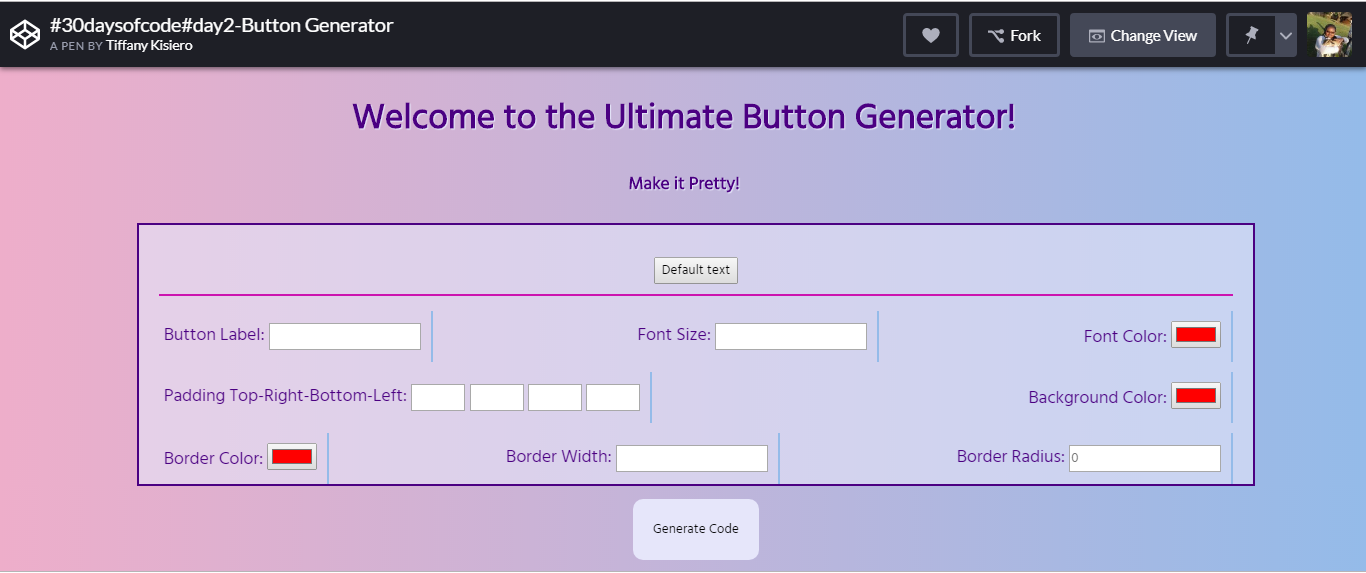 #30daysofcode#day2-Button Generator
A PEN BY Tiffany Kisiero
Fork
Change View
Welcome to the Ultimate Button Generator!
Make it Pretty!
Default text
Button Label:
Font Size:
Font Color:
Padding Top-Right-Bottom-Left:
Background Color:
Border Color:
Border Width:
Border Radius: 0
Generate Code